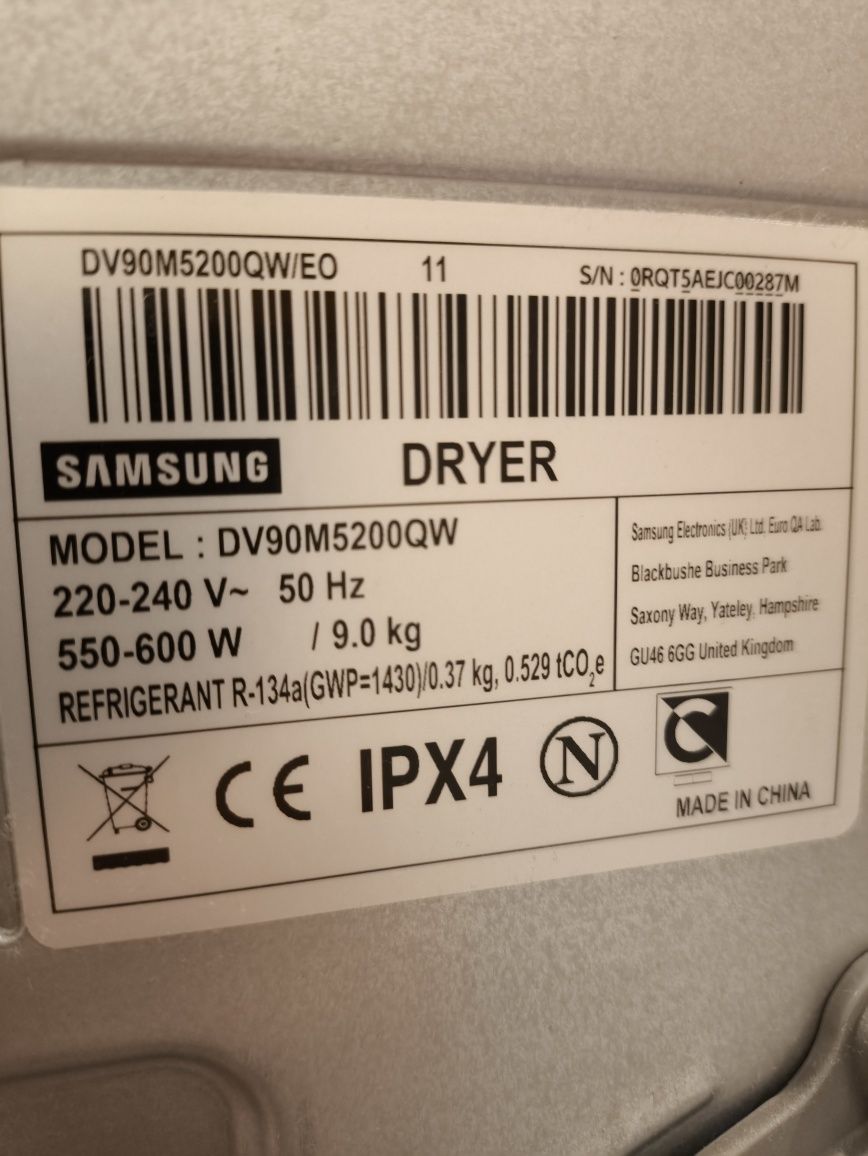 DV90M5200QW/EO 11 S/N : 0RQT5AEJC00287M
SAMSUNG DRYER
MODEL : DV90M5200QW
220-240 V~ 50 Hz
550-600 W / 9.0 kg
REFRIGERANT R-134a(GWP=1430)/0.37 kg, 0.529 tCO₂e
Samsung Electronics (UK) Ltd. Euro QA Lab.
Blackbushe Business Park
Saxony Way, Yateley, Hampshire
GU46 6GG United Kingdom
CE IPX4 N C
MADE IN CHINA